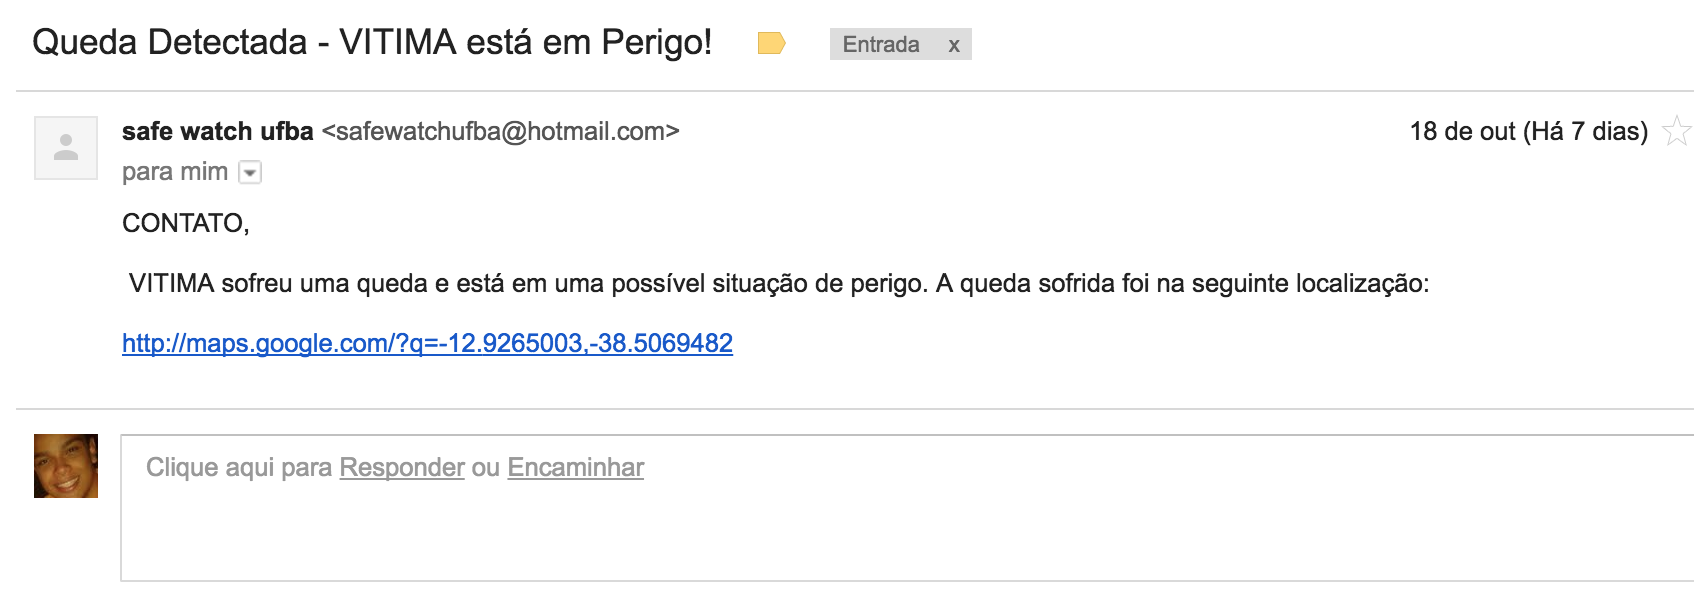 Queda Detectada - VITIMA está em Perigo! Entrada x
safe watch ufba <safewatchufba@hotmail.com> 18 de out (Há 7 dias)
para mim
CONTATO,
VITIMA sofreu uma queda e está em uma possível situação de perigo. A queda sofrida foi na seguinte localização:
http://maps.google.com/?q=-12.9265003,-38.5069482
Clique aqui para Responder ou Encaminhar